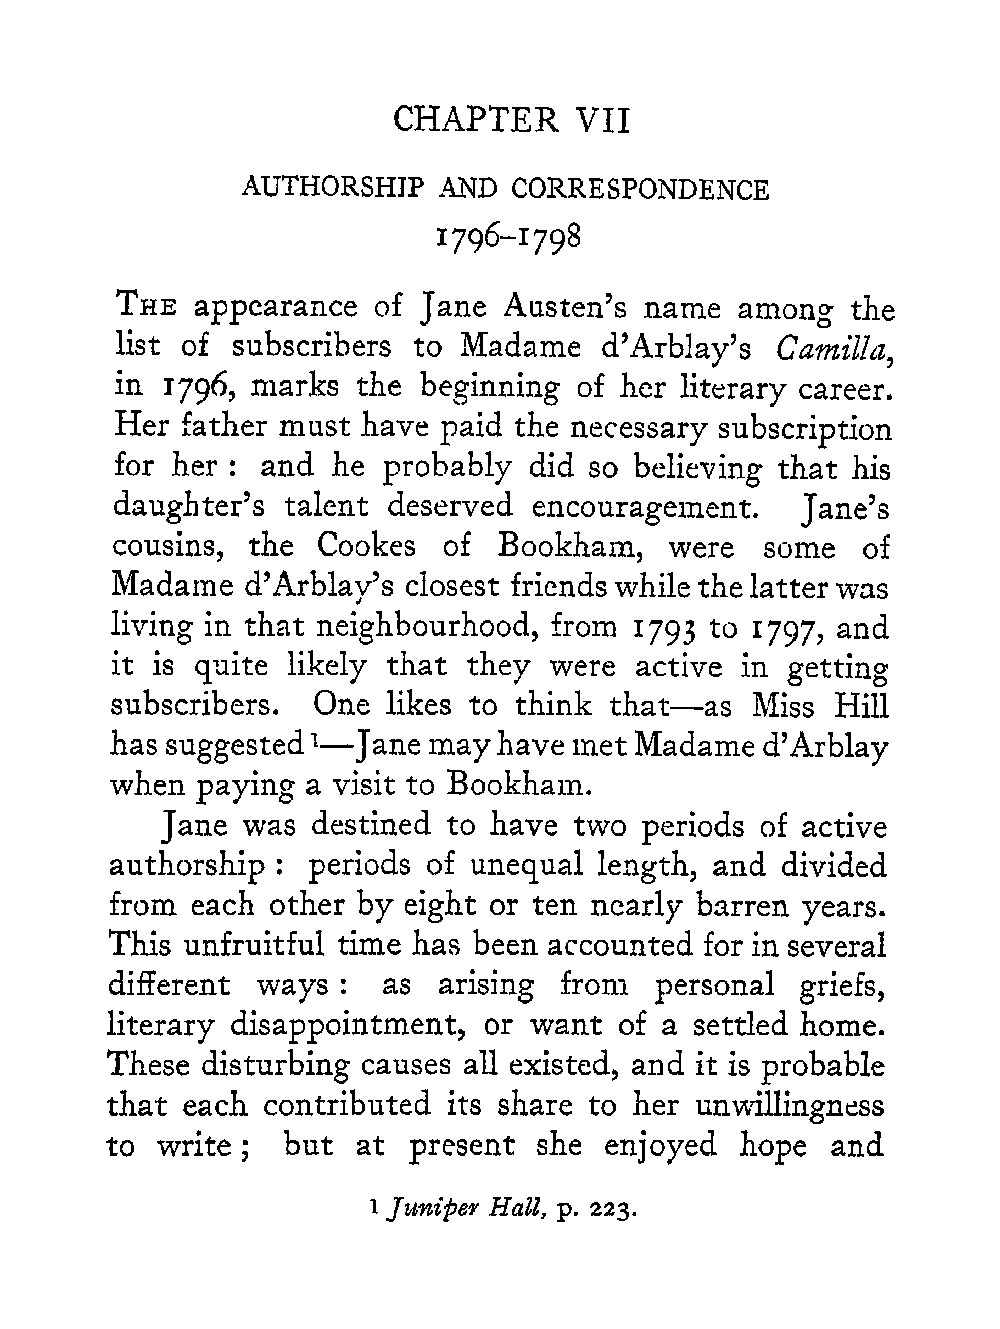 CHAPTER VII
AUTHORSHIP AND CORRESPONDENCE
1796–1798
THE appearance of Jane Austen's name among the
list of subscribers to Madame d'Arblay's Camilla,
in 1796, marks the beginning of her literary career.
Her father must have paid the necessary subscription
for her : and he probably did so believing that his
daughter's talent deserved encouragement. Jane's
cousins, the Cookes of Bookham, were some of
Madame d'Arblay's closest friends while the latter was
living in that neighbourhood, from 1793 to 1797, and
it is quite likely that they were active in getting
subscribers. One likes to think that—as Miss Hill
has suggested¹—Jane may have met Madame d'Arblay
when paying a visit to Bookham.
Jane was destined to have two periods of active
authorship : periods of unequal length, and divided
from each other by eight or ten nearly barren years.
This unfruitful time has been accounted for in several
different ways : as arising from personal griefs,
literary disappointment, or want of a settled home.
These disturbing causes all existed, and it is probable
that each contributed its share to her unwillingness
to write ; but at present she enjoyed hope and
¹ Juniper Hall, p. 223.